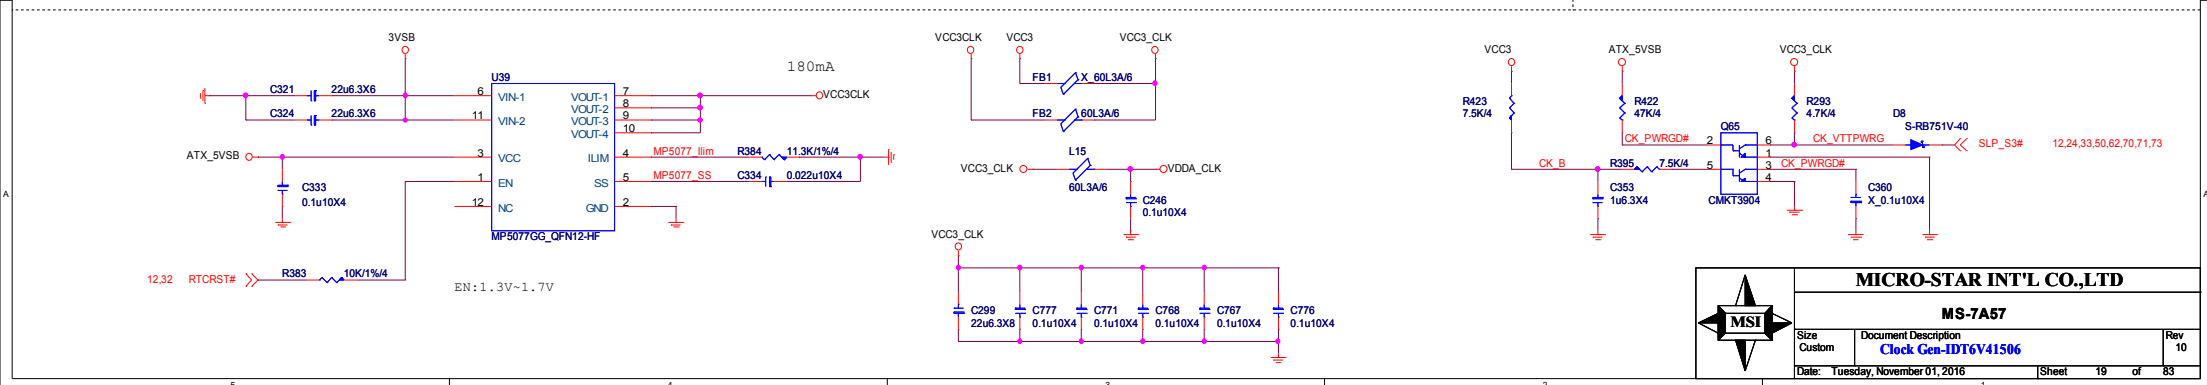 3VSB
C321 22u6.3X6
C324 22u6.3X6
ATX_5VSB
C333
0.1u10X4
12,32 RTCRST# R383 10K/1%/4
U39
6 VIN-1 VOUT-1 7
VOUT-2 8
11 VIN-2 VOUT-3 9
VOUT-4 10
3 VCC ILIM 4
1 EN SS 5
12 NC GND 2
MP5077GG_QFN12-HF
EN:1.3V~1.7V
180mA
VCC3CLK
MP5077_Ilim R384 11.3K/1%/4
MP5077_SS C334 0.022u10X4
VCC3CLK VCC3 VCC3_CLK
FB1 X_60L3A/6
FB2 60L3A/6
VCC3_CLK L15 VDDA_CLK
60L3A/6
C246
0.1u10X4
VCC3_CLK
C299 C777 C771 C768 C767 C776
22u6.3X8 0.1u10X4 0.1u10X4 0.1u10X4 0.1u10X4 0.1u10X4
VCC3 ATX_5VSB VCC3_CLK
R423
7.5K/4
R422
47K/4
R293
4.7K/4
D8
S-RB751V-40
Q65
CK_PWRGD# 2 6 CK_VTTPWRG SLP_S3# 12,24,33,50,62,70,71,73
1
CK_B R395 7.5K/4 5 3 CK_PWRGD#
4
CMKT3904
C353
1u6.3X4
C360
X_0.1u10X4
MSI
MICRO-STAR INT'L CO.,LTD
MS-7A57
Size Document Description Rev
Custom Clock Gen-IDT6V41506 10
Date: Tuesday, November 01, 2016 Sheet 19 of 83
A A
5 4 3 2 1